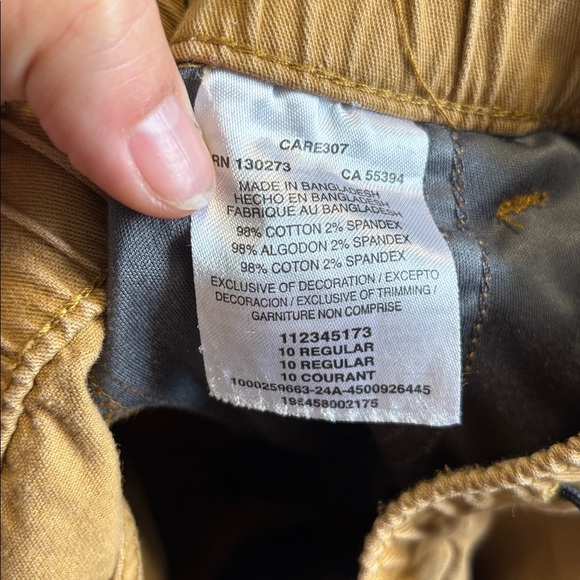 CARE307
RN 130273 CA 55394
MADE IN BANGLADESH
HECHO EN BANGLADESH
FABRIQUE AU BANGLADESH
98% COTTON 2% SPANDEX
98% ALGODON 2% SPANDEX
98% COTON 2% SPANDEX
EXCLUSIVE OF DECORATION / EXCEPTO
DECORACION / EXCLUSIVE OF TRIMMING /
GARNITURE NON COMPRISE
112345173
10 REGULAR
10 REGULAR
10 COURANT
1000259663-24A-4500926445
198458002175